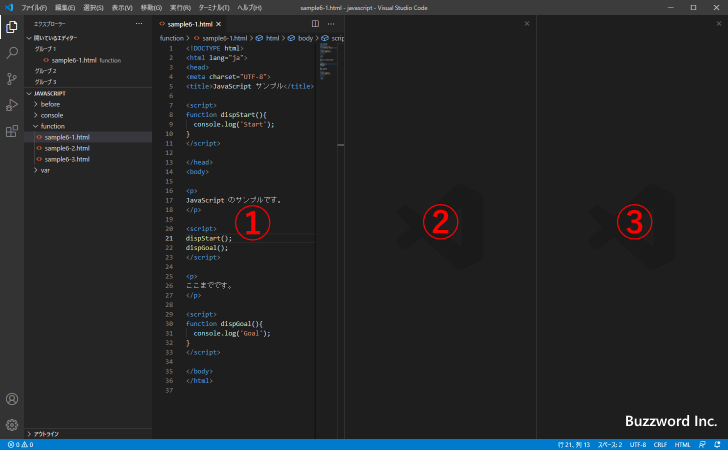 ファイル(F) 編集(E) 選択(S) 表示(V) 移動(G) 実行(R) ターミナル(T) ヘルプ(H)
sample6-1.html - javascript - Visual Studio Code
エクスプローラー
開いているエディター
グループ 1
sample6-1.html function
グループ 2
グループ 3
JAVASCRIPT
before
console
function
sample6-1.html
sample6-2.html
sample6-3.html
var
アウトライン
sample6-1.html
function > sample6-1.html > html > body > scrip
1 <!DOCTYPE html>
2 <html lang="ja">
3 <head>
4 <meta charset="UTF-8">
5 <title>JavaScript サンプル</title>
6
7 <script>
8 function dispStart(){
9 console.log('Start');
10 }
11 </script>
12
13 </head>
14 <body>
15
16 <p>
17 JavaScript のサンプルです。
18 </p>
19
20 <script>
21 dispStart();
22 dispGoal();
23 </script>
24
25 <p>
26 ここまでです。
27 </p>
28
29 <script>
30 function dispGoal(){
31 console.log('Goal');
32 }
33 </script>
34
35 </body>
36 </html>
37
①
②
③
Buzzword Inc.
0 0
行 21、列 13 スペース: 2 UTF-8 CRLF HTML